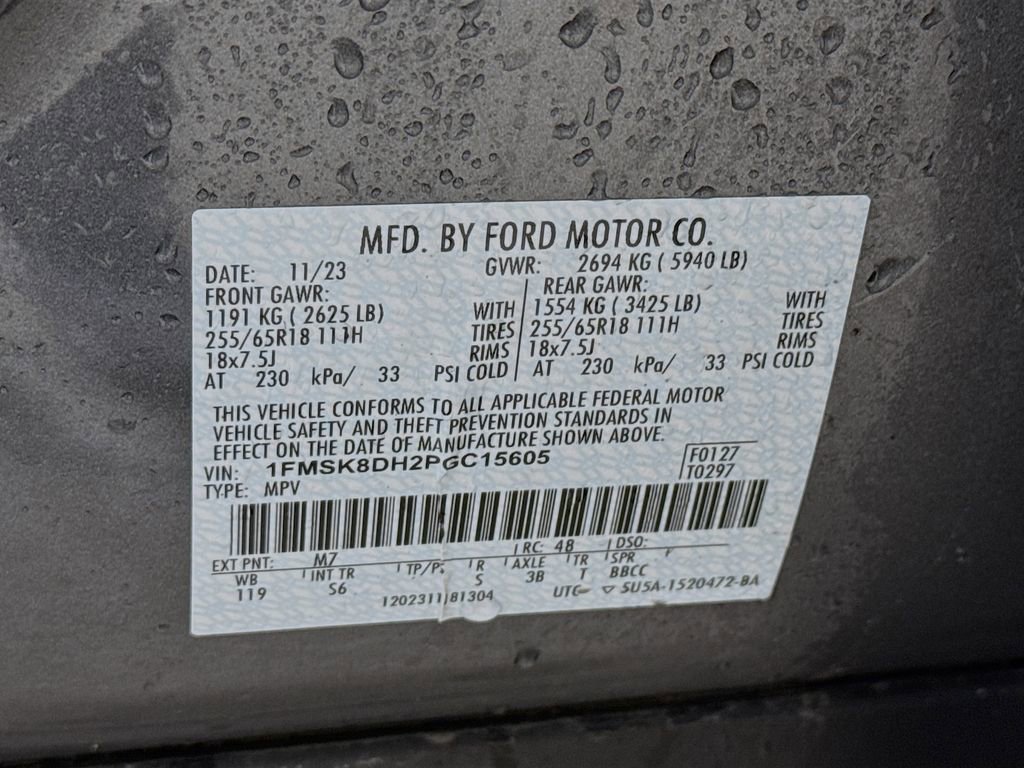 MFD. BY FORD MOTOR CO.
DATE: 11/23 GVWR: 2694 KG ( 5940 LB)
FRONT GAWR: REAR GAWR:
1191 KG ( 2625 LB) WITH 1554 KG ( 3425 LB) WITH
255/65R18 111H TIRES 255/65R18 111H TIRES
18x7.5J RIMS 18x7.5J RIMS
AT 230 kPa/ 33 PSI COLD AT 230 kPa/ 33 PSI COLD
THIS VEHICLE CONFORMS TO ALL APPLICABLE FEDERAL MOTOR
VEHICLE SAFETY AND THEFT PREVENTION STANDARDS IN
EFFECT ON THE DATE OF MANUFACTURE SHOWN ABOVE.
VIN: 1FMSK8DH2PGC15605 F0127
TYPE: MPV T0297
EXT PNT: M7 RC: 48 DSO:
WB INT TR TP/PS R AXLE TR SPR
119 S6 S 3B T BBCC
1202311181304 UTC ▽ 5U5A-1520472-BA